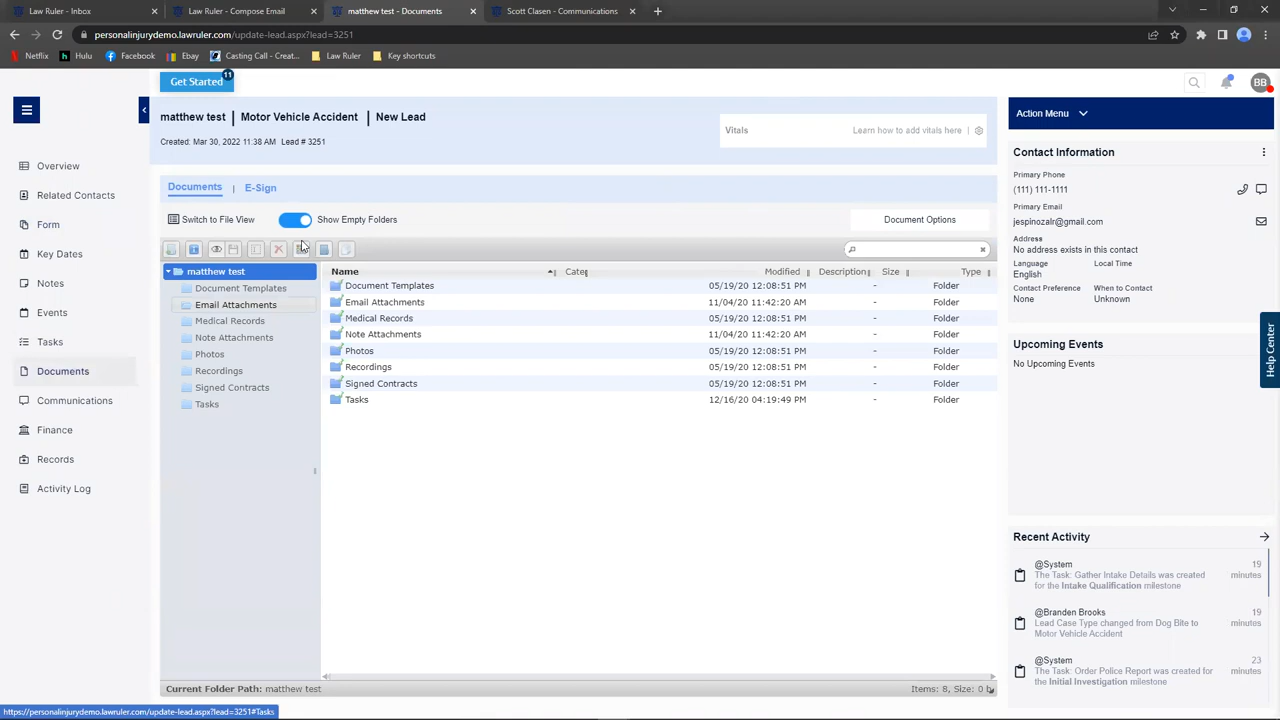 Law Ruler - Inbox
Law Ruler - Compose Email
matthew test - Documents
Scott Clasen - Communications
personalinjurydemo.lawruler.com/update-lead.aspx?lead=3251
Netflix
Hulu
Facebook
Ebay
Casting Call - Creat...
Law Ruler
Key shortcuts
Get Started
11
BB
matthew test | Motor Vehicle Accident | New Lead
Created: Mar 30, 2022 11:38 AM Lead # 3251
Vitals
Learn how to add vitals here
Action Menu
Overview
Related Contacts
Form
Key Dates
Notes
Events
Tasks
Documents
Communications
Finance
Records
Activity Log
Documents | E-Sign
Switch to File View
Show Empty Folders
Document Options
matthew test
Document Templates
Email Attachments
Medical Records
Note Attachments
Photos
Recordings
Signed Contracts
Tasks
Name Categ Modified Description Size Type
Document Templates 05/19/20 12:08:51 PM - Folder
Email Attachments 11/04/20 11:42:20 AM - Folder
Medical Records 05/19/20 12:08:51 PM - Folder
Note Attachments 11/04/20 11:42:20 AM - Folder
Photos 05/19/20 12:08:51 PM - Folder
Recordings 05/19/20 12:08:51 PM - Folder
Signed Contracts 05/19/20 12:08:51 PM - Folder
Tasks 12/16/20 04:19:49 PM - Folder
Current Folder Path: matthew test
Items: 8, Size: 0
Contact Information
Primary Phone
(111) 111-1111
Primary Email
jespinozalr@gmail.com
Address
No address exists in this contact
Language Local Time
English
Contact Preference When to Contact
None Unknown
Upcoming Events
No Upcoming Events
Help Center
Recent Activity
@System
The Task: Gather Intake Details was created
for the Intake Qualification milestone
19
minutes
@Branden Brooks
Lead Case Type changed from Dog Bite to
Motor Vehicle Accident
19
minutes
@System
The Task: Order Police Report was created for
the Initial Investigation milestone
23
minutes
https://personalinjurydemo.lawruler.com/update-lead.aspx?lead=3251#Tasks